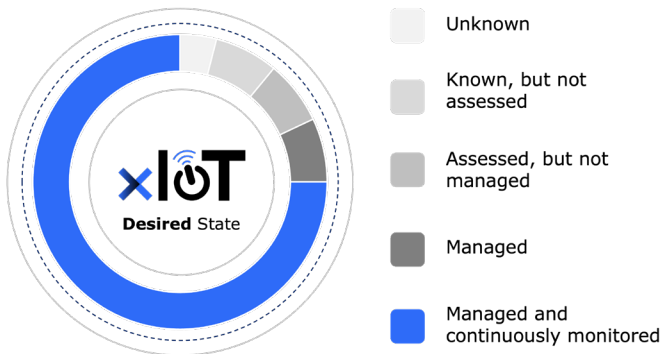 xIoT
Desired State
Unknown
Known, but not
assessed
Assessed, but not
managed
Managed
Managed and
continuously monitored